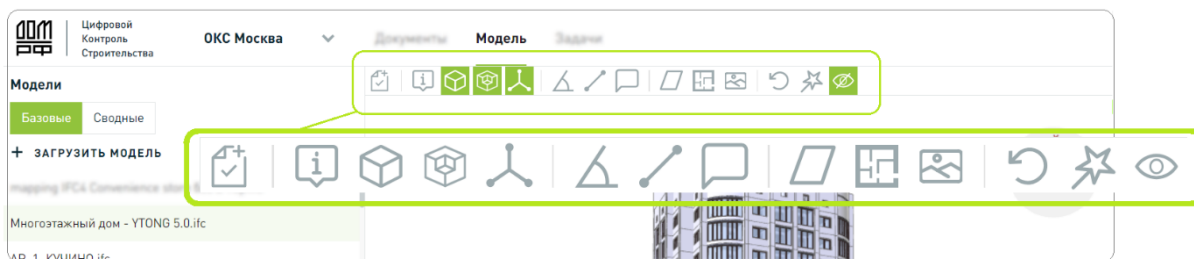 ДОМ
РФ
Цифровой
Контроль
Строительства
ОКС Москва
Документы
Модель
Задачи
Модели
Базовые
Сводные
+ ЗАГРУЗИТЬ МОДЕЛЬ
Многоэтажный дом - YTONG 5.0.ifc